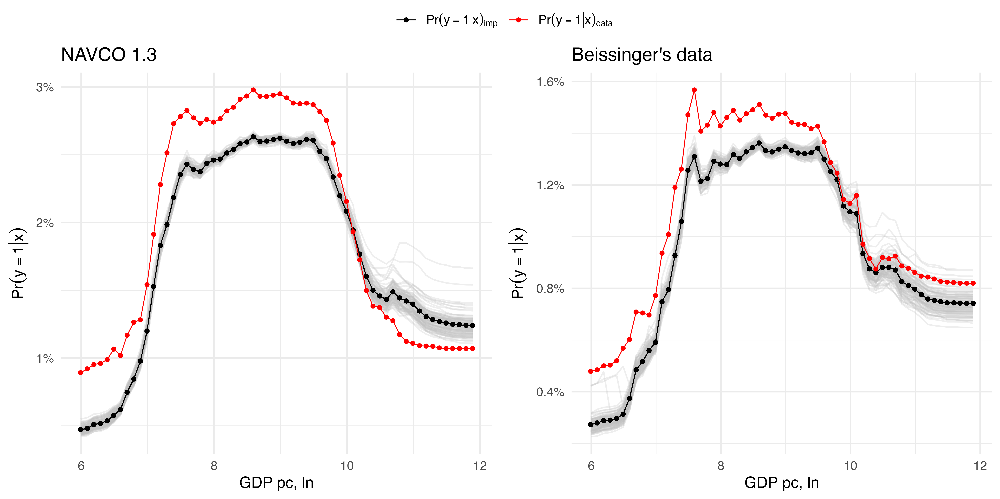 Pr(y = 1|x)imp Pr(y = 1|x)data
NAVCO 1.3
Pr(y = 1|x)
3%
2%
1%
6 8 10 12
GDP pc, ln
Beissinger's data
Pr(y = 1|x)
1.6%
1.2%
0.8%
0.4%
6 8 10 12
GDP pc, ln